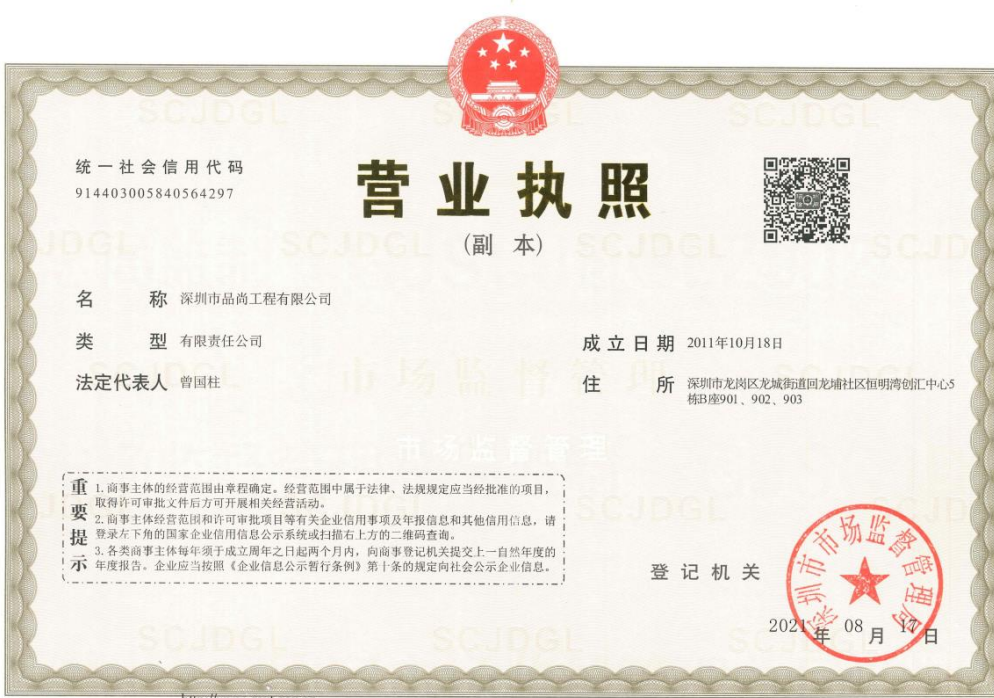 统一社会信用代码
914403005840564297
营业执照
(副 本)
名 称 深圳市品尚工程有限公司
类 型 有限责任公司
法定代表人 曾国柱
成立日期 2011年10月18日
住 所 深圳市龙岗区龙城街道回龙埔社区恒明湾创汇中心5
栋B座901、902、903
市场监督管理
市场监督管理
重要提示
1.商事主体的经营范围由章程确定。经营范围中属于法律、法规规定应当经批准的项目，
取得许可审批文件后方可开展相关经营活动。
2.商事主体经营范围和许可审批项目等有关企业信用事项及年报信息和其他信用信息，请
登录左下角的国家企业信用信息公示系统或扫描右上方的二维码查询。
3.各类商事主体每年须于成立周年之日起两个月内，向商事登记机关提交上一自然年度的
年度报告。企业应当按照《企业信息公示暂行条例》第十条的规定向社会公示企业信息。
登记机关
深圳市市场监督管理局
2021年 08月 17日
SCJDGL